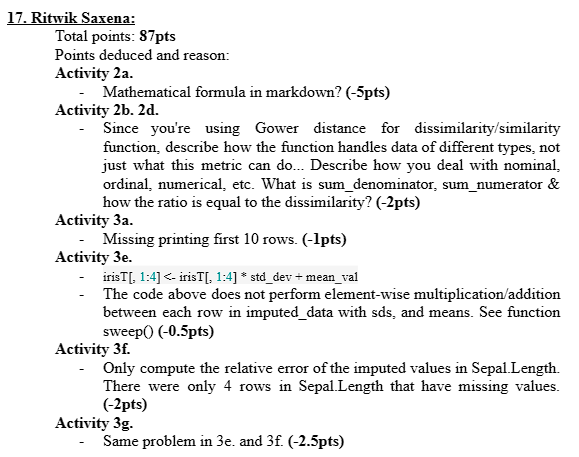 17. Ritwik Saxena:
Total points: 87pts
Points deducted and reason:
Activity 2a.
- Mathematical formula in markdown? (-5pts)
Activity 2b. 2d.
- Since you're using Gower distance for dissimilarity/similarity
function, describe how the function handles data of different types, not
just what this metric can do... Describe how you deal with nominal,
ordinal, numerical, etc. What is sum_denominator, sum_numerator &
how the ratio is equal to the dissimilarity? (-2pts)
Activity 3a.
- Missing printing first 10 rows. (-1pts)
Activity 3e.
- irisT[, 1:4] <- irisT[, 1:4] * std_dev + mean_val
- The code above does not perform element-wise multiplication/addition
between each row in imputed_data with sds, and means. See function
sweep() (-0.5pts)
Activity 3f.
- Only compute the relative error of the imputed values in Sepal.Length.
There were only 4 rows in Sepal.Length that have missing values.
(-2pts)
Activity 3g.
- Same problem in 3e. and 3f. (-2.5pts)